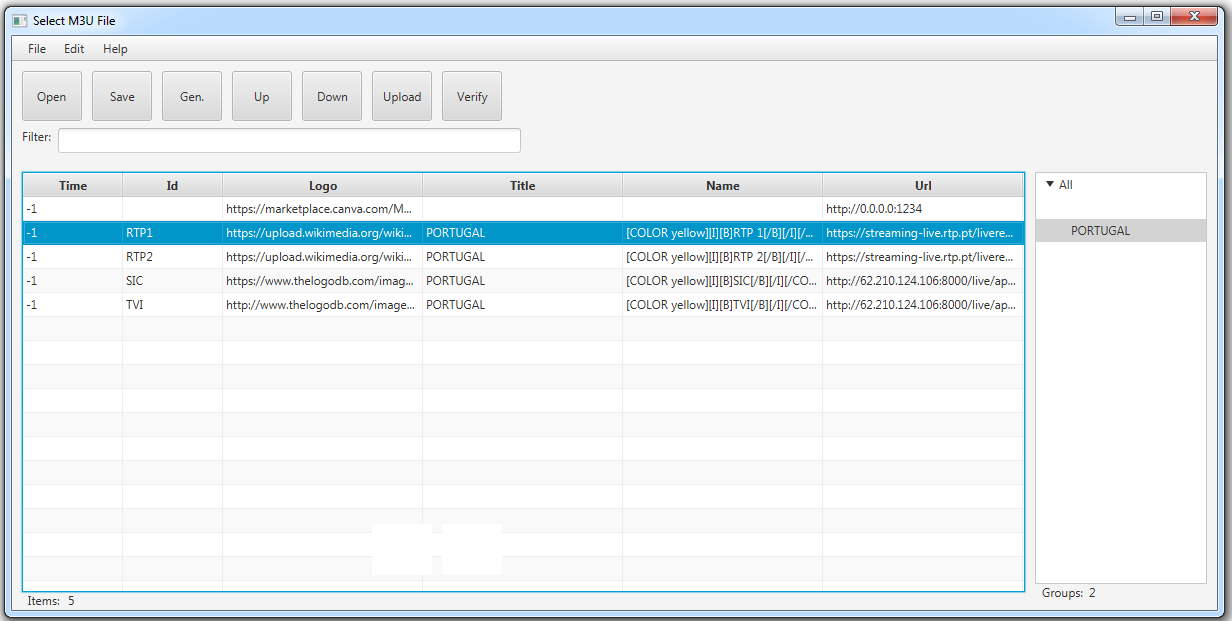 Select M3U File
File Edit Help
Open Save Gen. Up Down Upload Verify
Filter:
Time Id Logo Title Name Url
-1 https://marketplace.canva.com/M... http://0.0.0.0:1234
-1 RTP1 https://upload.wikimedia.org/wiki... PORTUGAL [COLOR yellow][I][B]RTP 1[/B][/I][/... https://streaming-live.rtp.pt/livere...
-1 RTP2 https://upload.wikimedia.org/wiki... PORTUGAL [COLOR yellow][I][B]RTP 2[/B][/I][/... https://streaming-live.rtp.pt/livere...
-1 SIC https://www.thelogodb.com/imag... PORTUGAL [COLOR yellow][I][B]SIC[/B][/I][/CO... http://62.210.124.106:8000/live/ap...
-1 TVI http://www.thelogodb.com/image... PORTUGAL [COLOR yellow][I][B]TVI[/B][/I][/CO... http://62.210.124.106:8000/live/ap...
Items: 5
All
PORTUGAL
Groups: 2